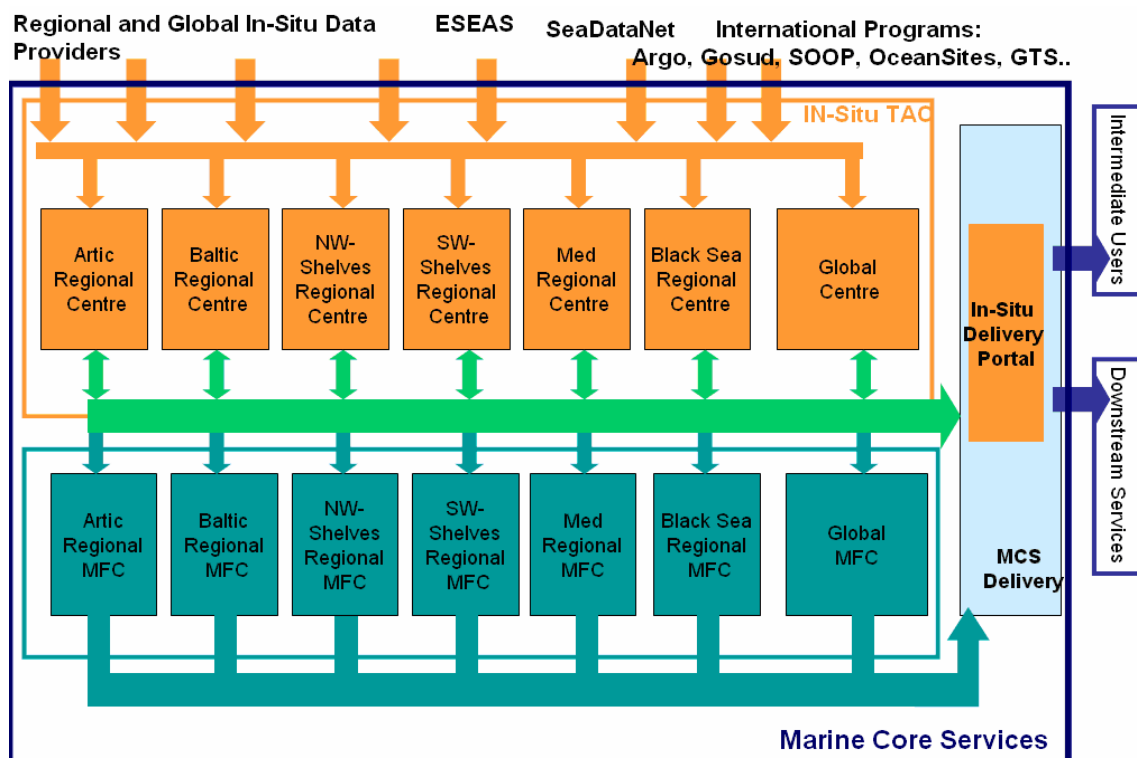 Regional and Global In-Situ Data
Providers
ESEAS
SeaDataNet
International Programs:
Argo, Gosud, SOOP, OceanSites, GTS..
IN-Situ TAC
Artic
Regional
Centre
Baltic
Regional
Centre
NW-
Shelves
Regional
Centre
SW-
Shelves
Regional
Centre
Med
Regional
Centre
Black Sea
Regional
Centre
Global
Centre
In-Situ
Delivery
Portal
Intermediate
Users
Downstream Services
Artic
Regional
MFC
Baltic
Regional
MFC
NW-
Shelves
Regional
MFC
SW-
Shelves
Regional
MFC
Med
Regional
MFC
Black Sea
Regional
MFC
Global
MFC
MCS
Delivery
Marine Core Services